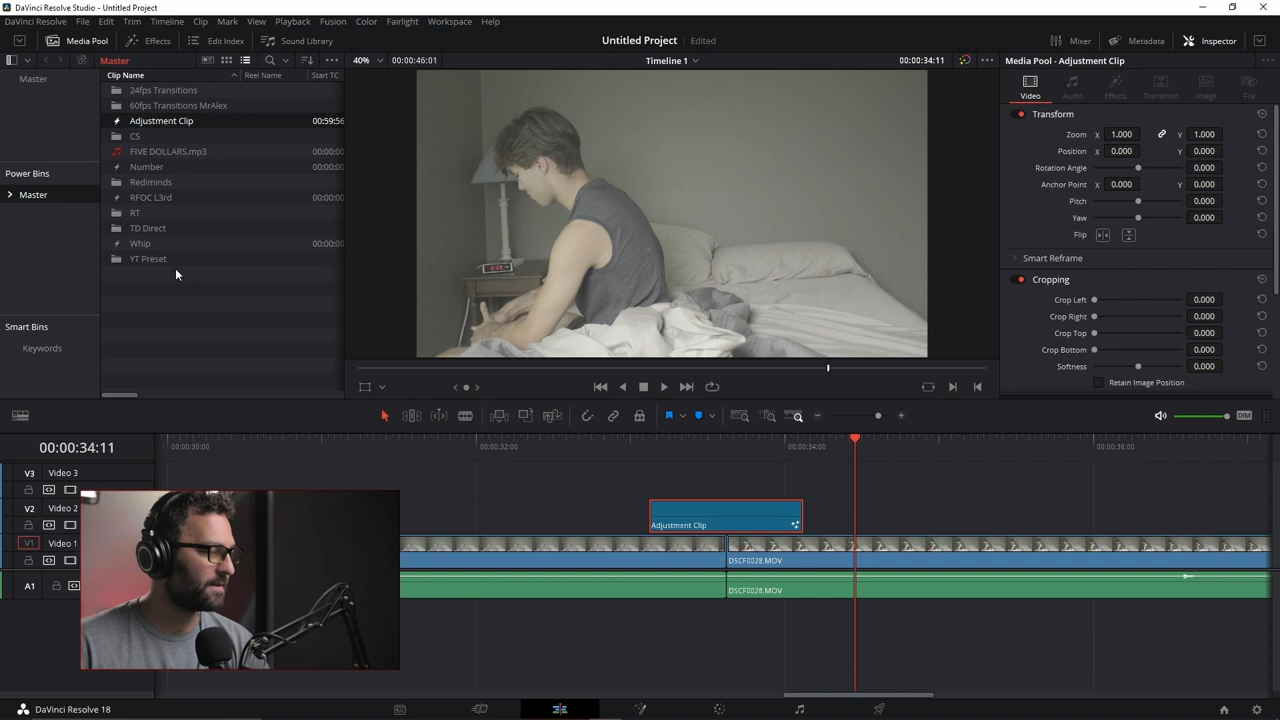 DaVinci Resolve Studio - Untitled Project
DaVinci Resolve File Edit Trim Timeline Clip Mark View Playback Fusion Color Fairlight Workspace Help
Media Pool Effects Edit Index Sound Library Untitled Project Edited Mixer Metadata Inspector
Master 40% 00:00:46:01 Timeline 1 00:00:34:11 Media Pool - Adjustment Clip
Master
Clip Name Reel Name Start TC
Video Audio Effects Transition Image File
24fps Transitions
60fps Transitions MrAlex
Adjustment Clip 00:59:56
CS
FIVE DOLLARS.mp3 00:00:00
Number 00:00:00
Rediminds
RFOC L3rd 00:00:00
RT
TD Direct
Whip 00:00:00
YT Preset
Power Bins
Master
Smart Bins
Keywords
Transform
Zoom X 1.000 Y 1.000
Position X 0.000 Y 0.000
Rotation Angle 0.000
Anchor Point X 0.000 Y 0.000
Pitch 0.000
Yaw 0.000
Flip
Smart Reframe
Cropping
Crop Left 0.000
Crop Right 0.000
Crop Top 0.000
Crop Bottom 0.000
Softness 0.000
Retain Image Position
DIM
00:00:34:11 00:00:30:00 00:00:32:00 00:00:34:00 00:00:36:00
V3 Video 3
V2 Video 2
Adjustment Clip
V1 Video 1
DSCF0028.MOV
A1
DSCF0028.MOV
DaVinci Resolve 18